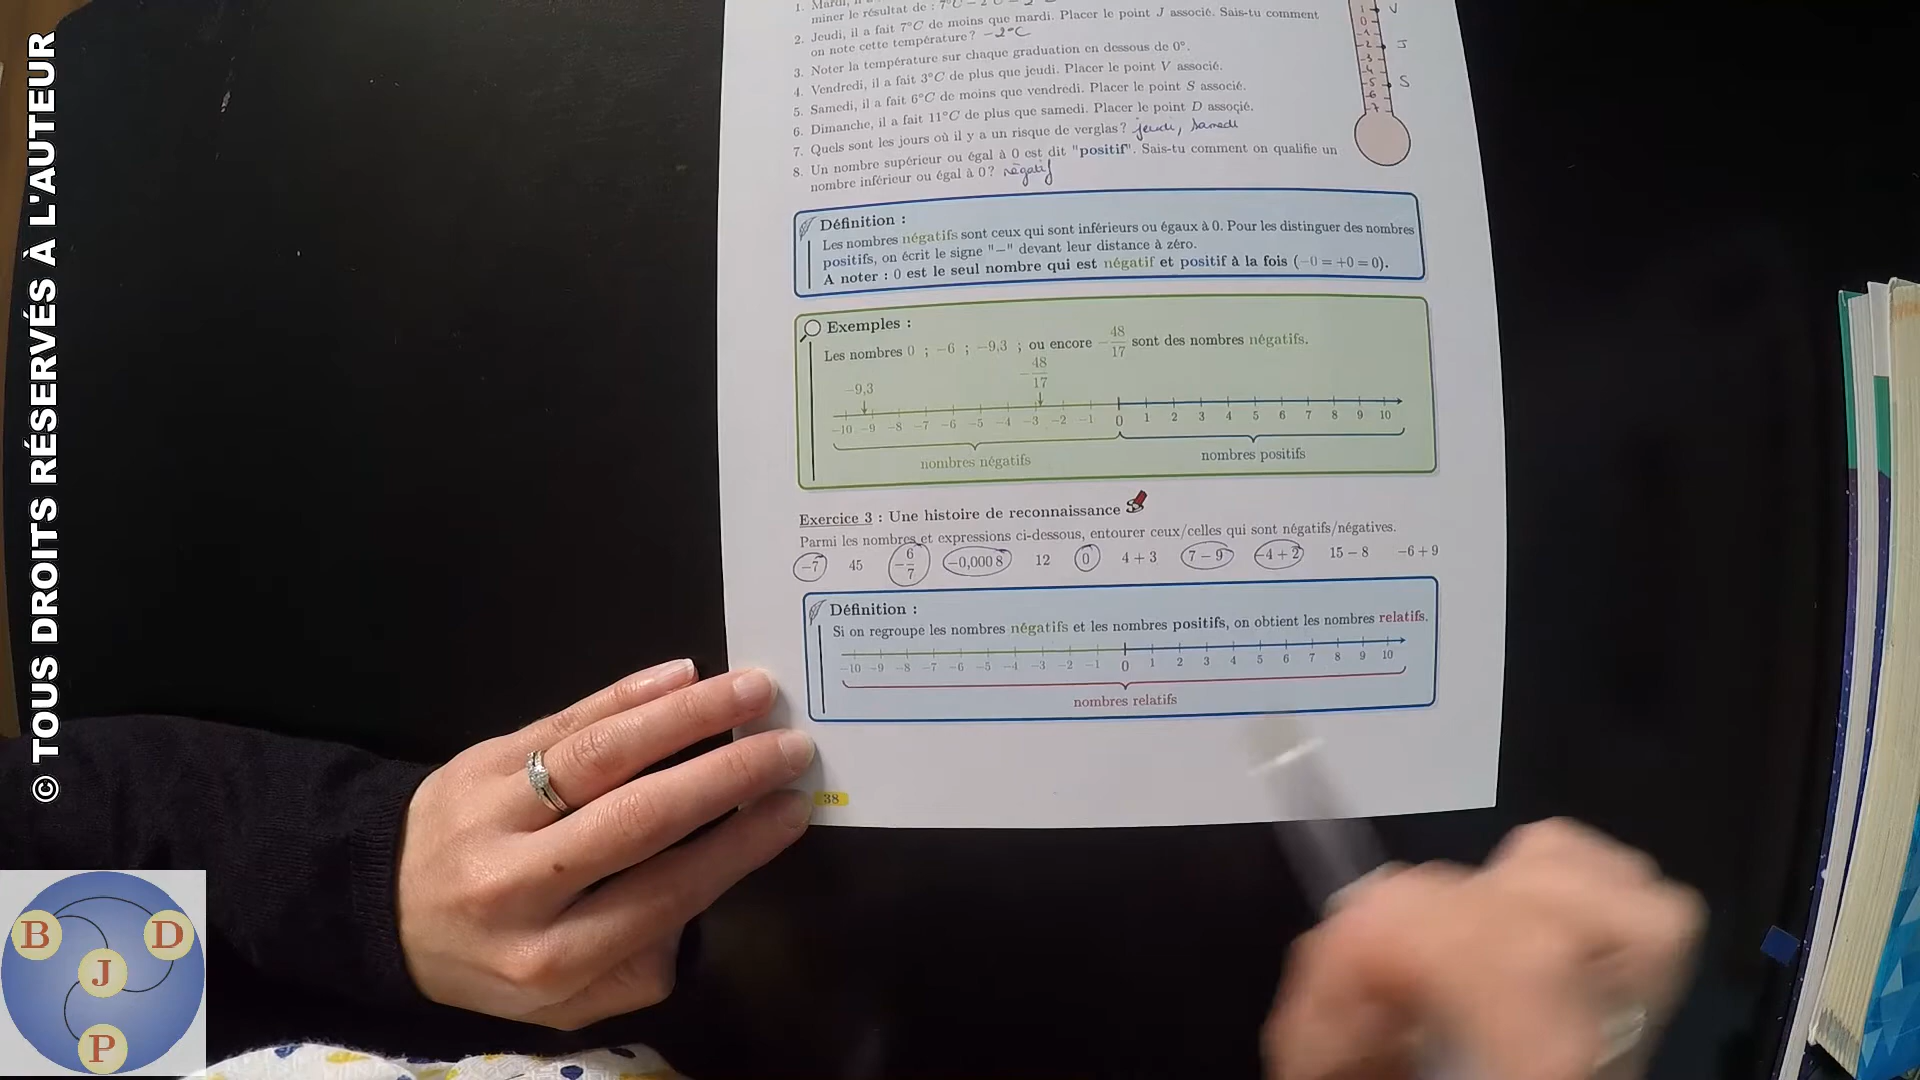 © TOUS DROITS RÉSERVÉS À L'AUTEUR
1. Mardi, il
miner le résultat de : 7°C − 2
2. Jeudi, il a fait 7°C de moins que mardi. Placer le point J associé. Sais-tu comment
on note cette température ? −2°C
3. Noter la température sur chaque graduation en dessous de 0°.
4. Vendredi, il a fait 3°C de plus que jeudi. Placer le point V associé.
5. Samedi, il a fait 6°C de moins que vendredi. Placer le point S associé.
6. Dimanche, il a fait 11°C de plus que samedi. Placer le point D associé.
7. Quels sont les jours où il y a un risque de verglas ? jeudi, samedi
8. Un nombre supérieur ou égal à 0 est dit "positif". Sais-tu comment on qualifie un
nombre inférieur ou égal à 0 ? négatif
1 V
0
-1
-2 J
-3
-4
-5 S
-6
-7
Définition :
Les nombres négatifs sont ceux qui sont inférieurs ou égaux à 0. Pour les distinguer des nombres
positifs, on écrit le signe "−" devant leur distance à zéro.
A noter : 0 est le seul nombre qui est négatif et positif à la fois (−0 = +0 = 0).
Exemples :
Les nombres 0 ; −6 ; −9,3 ; ou encore −48/17 sont des nombres négatifs.
−9,3 −48/17
−10 −9 −8 −7 −6 −5 −4 −3 −2 −1 0 1 2 3 4 5 6 7 8 9 10
nombres négatifs nombres positifs
Exercice 3 : Une histoire de reconnaissance
Parmi les nombres et expressions ci-dessous, entourer ceux/celles qui sont négatifs/négatives.
−7 45 −6/7 −0,000 8 12 0 4 + 3 7 − 9 −4 + 2 15 − 8 −6 + 9
Définition :
Si on regroupe les nombres négatifs et les nombres positifs, on obtient les nombres relatifs.
−10 −9 −8 −7 −6 −5 −4 −3 −2 −1 0 1 2 3 4 5 6 7 8 9 10
nombres relatifs
38
B D
J
P